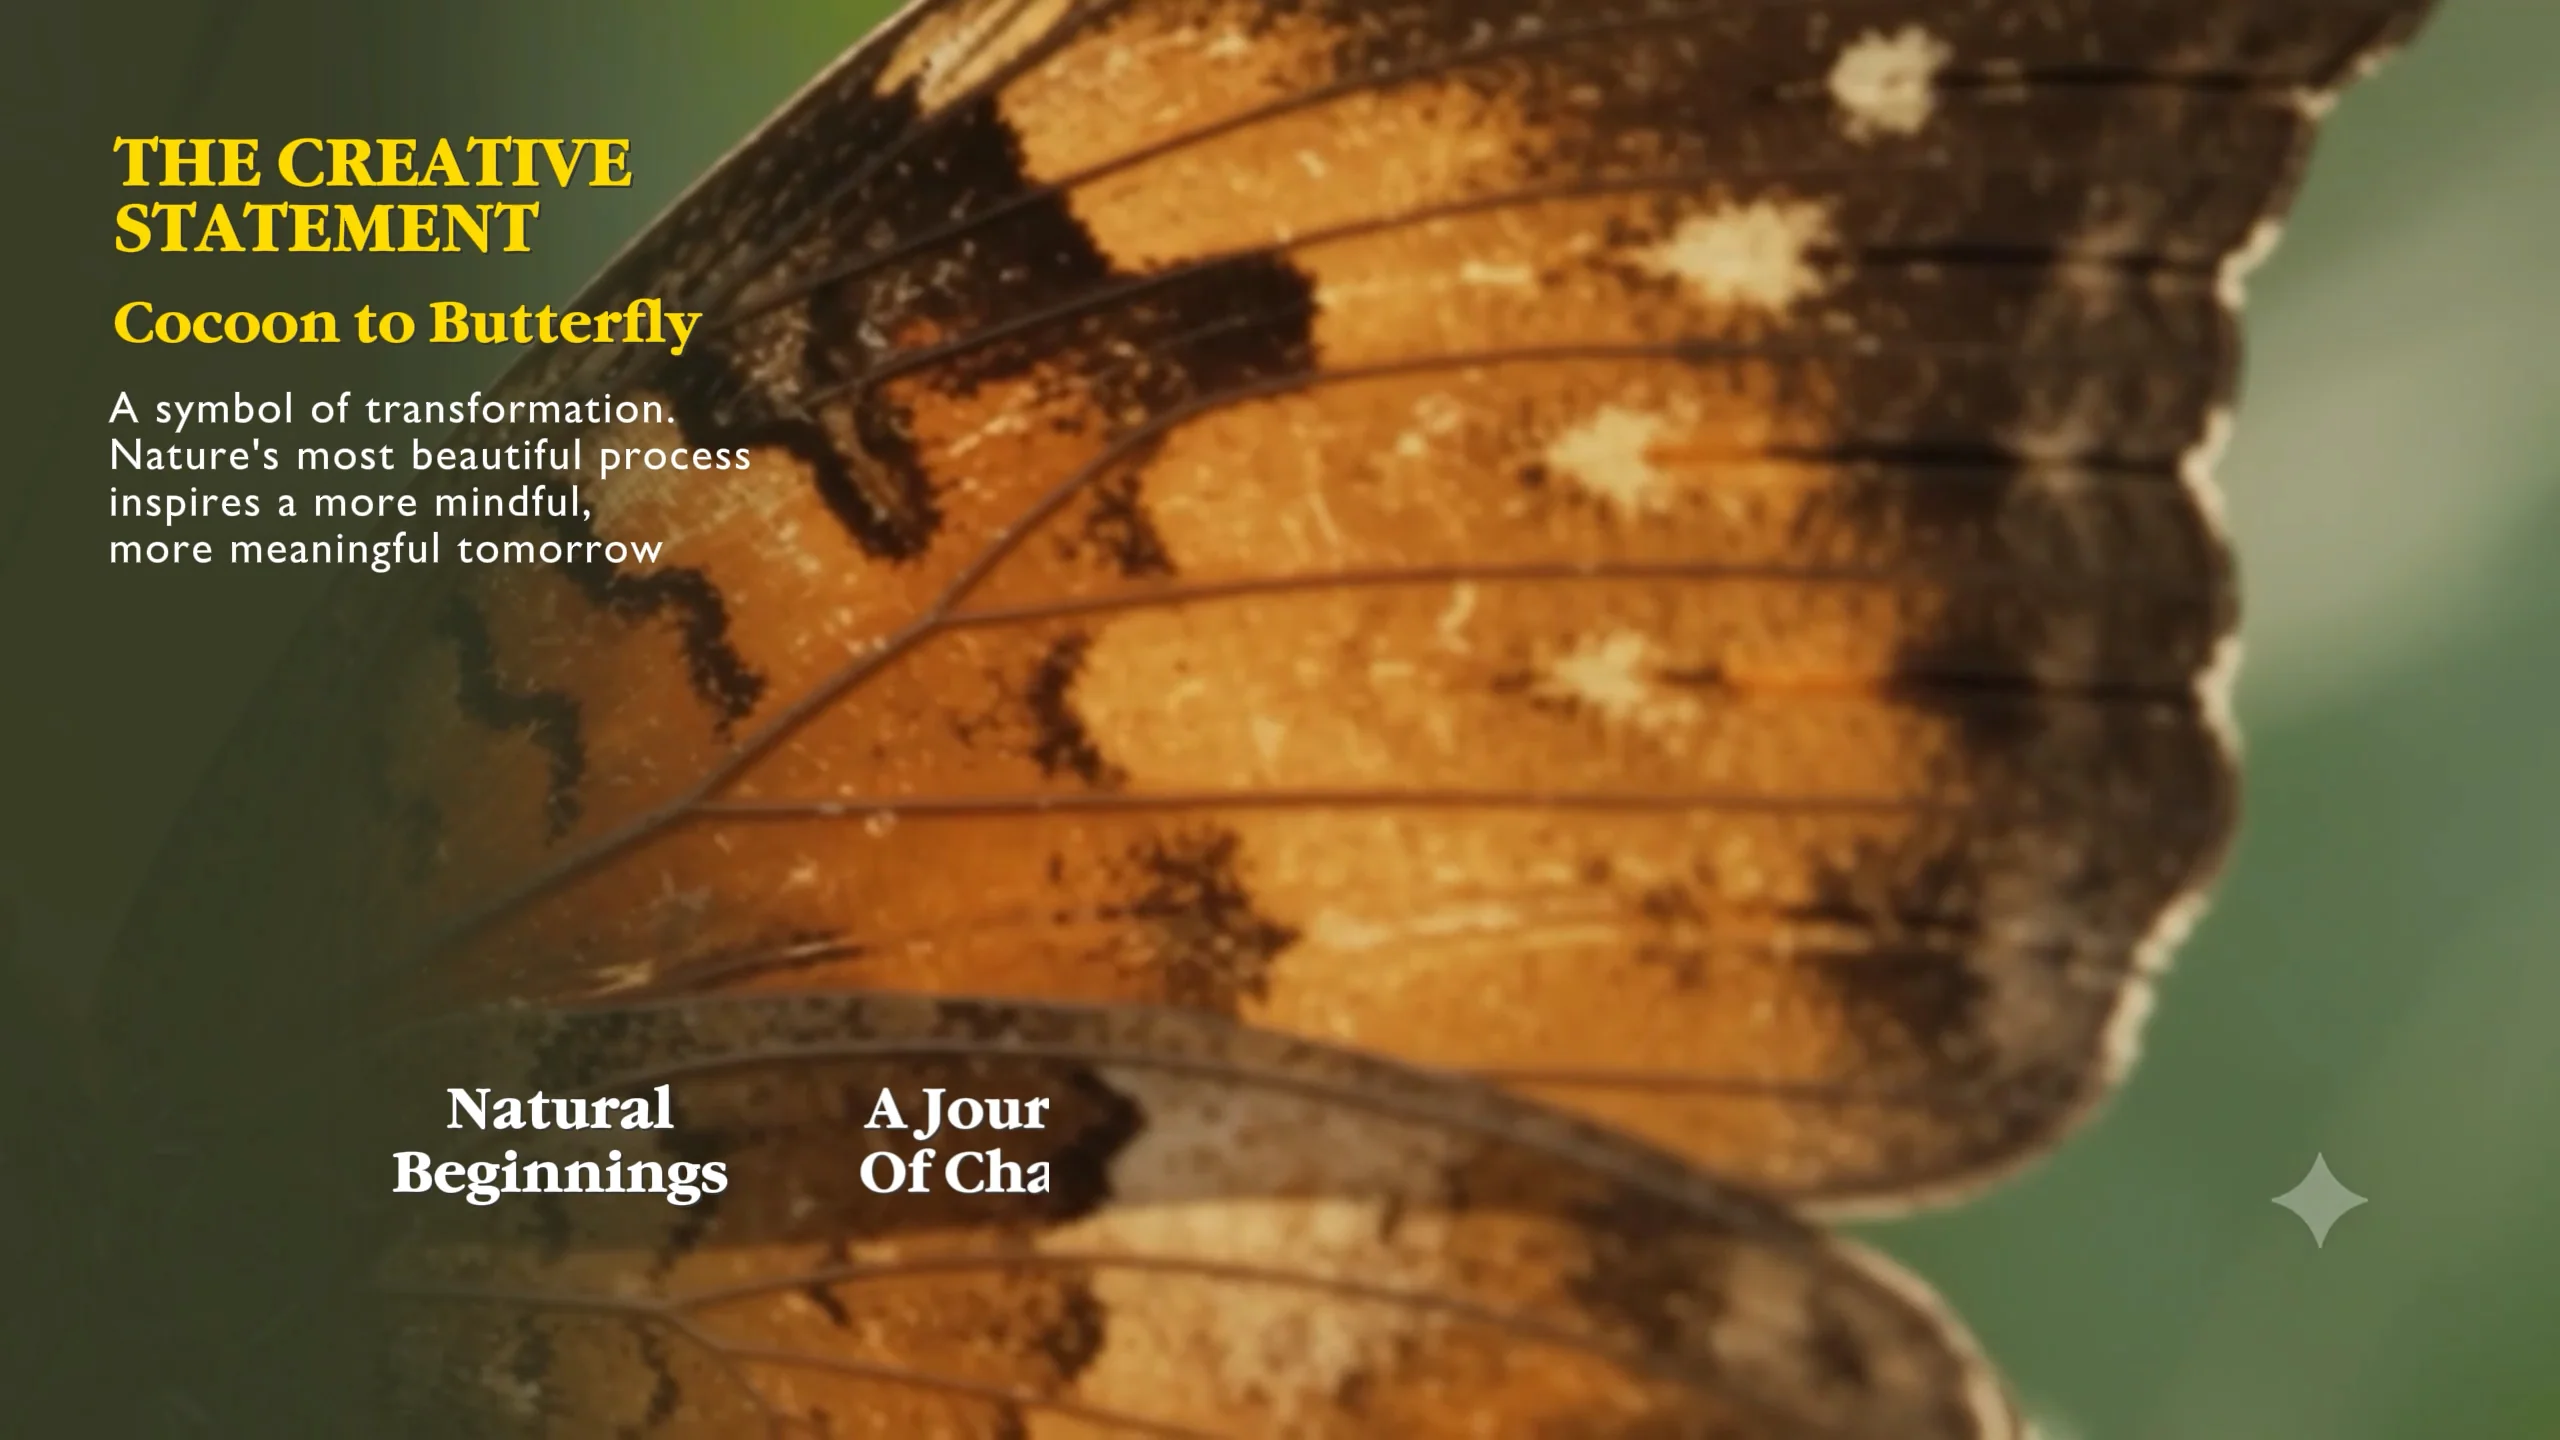 THE CREATIVE
STATEMENT
Cocoon to Butterfly
A symbol of transformation.
Nature's most beautiful process
inspires a more mindful,
more meaningful tomorrow
Natural
Beginnings
A Jour
Of Cha